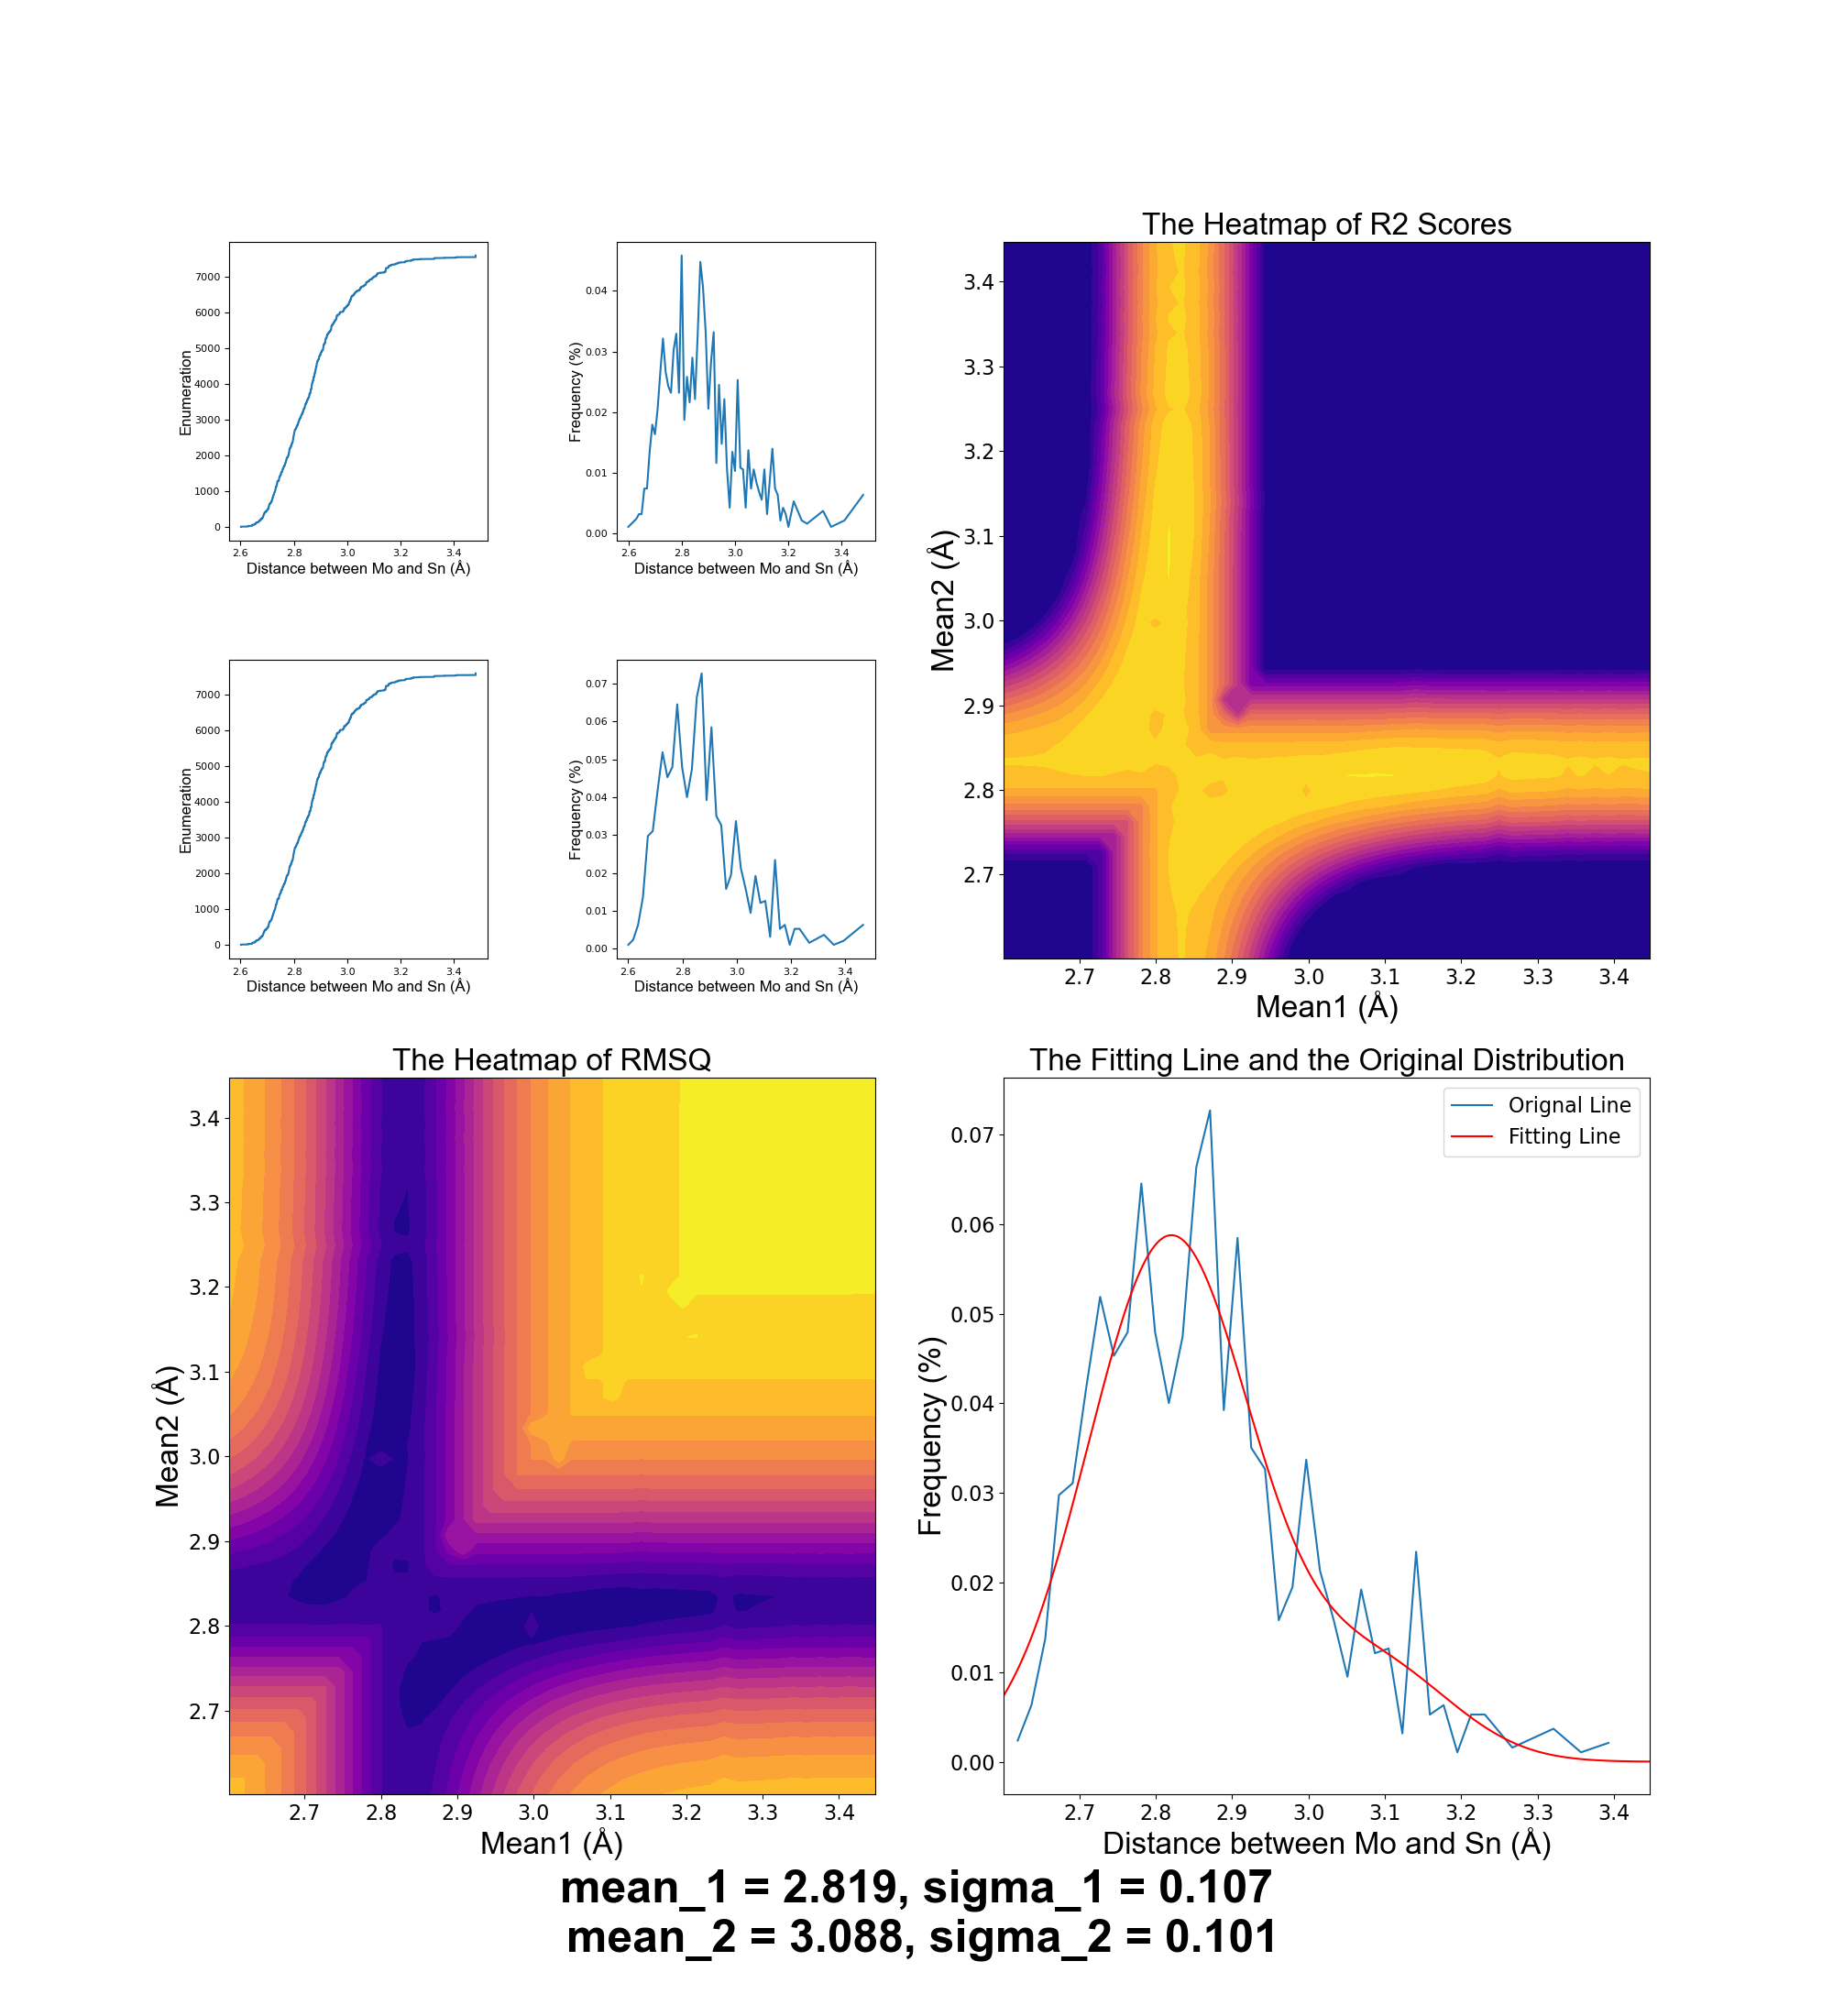 7000
6000
5000
4000
3000
2000
1000
0
Enumeration
2.6 2.8 3.0 3.2 3.4
Distance between Mo and Sn (Å)
0.04
0.03
0.02
0.01
0.00
Frequency (%)
2.6 2.8 3.0 3.2 3.4
Distance between Mo and Sn (Å)
The Heatmap of R2 Scores
3.4
3.3
3.2
3.1
3.0
2.9
2.8
2.7
Mean2 (Å)
2.7 2.8 2.9 3.0 3.1 3.2 3.3 3.4
Mean1 (Å)
7000
6000
5000
4000
3000
2000
1000
0
Enumeration
2.6 2.8 3.0 3.2 3.4
Distance between Mo and Sn (Å)
0.07
0.06
0.05
0.04
0.03
0.02
0.01
0.00
Frequency (%)
2.6 2.8 3.0 3.2 3.4
Distance between Mo and Sn (Å)
The Heatmap of RMSQ
3.4
3.3
3.2
3.1
3.0
2.9
2.8
2.7
Mean2 (Å)
2.7 2.8 2.9 3.0 3.1 3.2 3.3 3.4
Mean1 (Å)
The Fitting Line and the Original Distribution
Orignal Line
Fitting Line
0.07
0.06
0.05
0.04
0.03
0.02
0.01
0.00
Frequency (%)
2.7 2.8 2.9 3.0 3.1 3.2 3.3 3.4
Distance between Mo and Sn (Å)
mean_1 = 2.819, sigma_1 = 0.107
mean_2 = 3.088, sigma_2 = 0.101